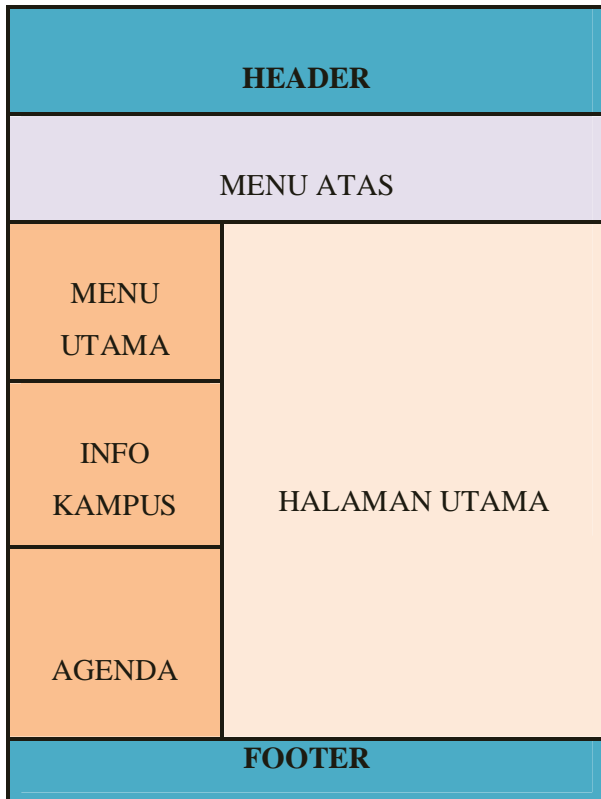 HEADER
MENU ATAS
MENU
UTAMA
INFO
KAMPUS
HALAMAN UTAMA
AGENDA
FOOTER